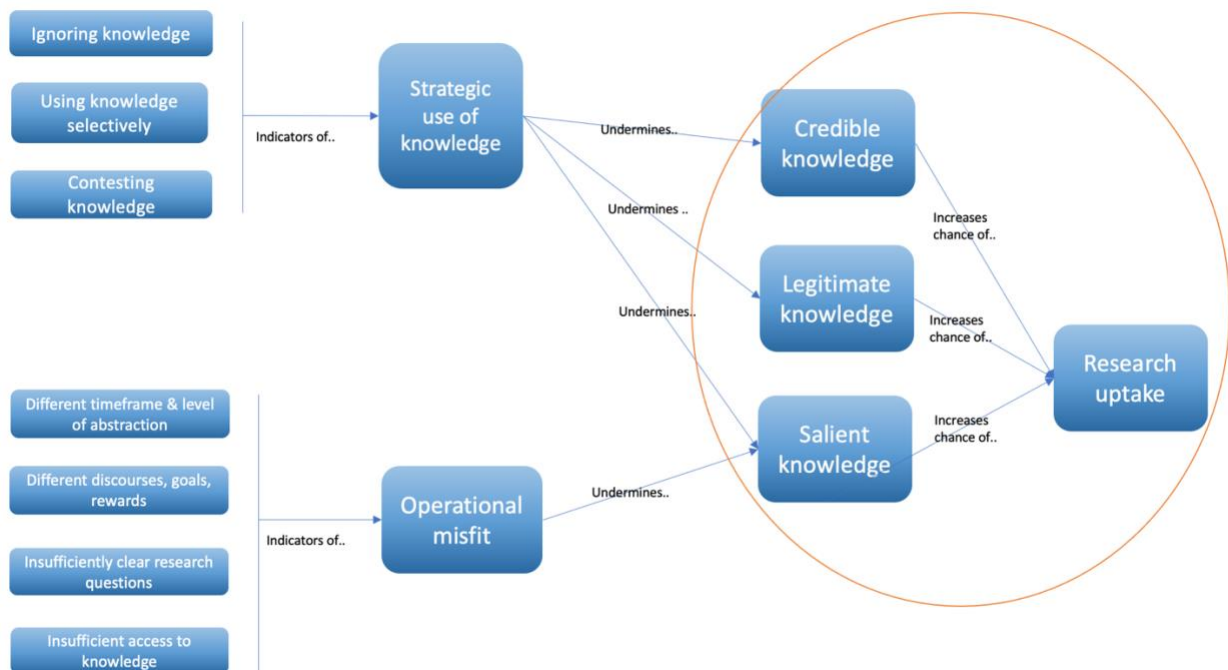 Ignoring knowledge
Using knowledge
selectively
Contesting
knowledge
Indicators of..
Strategic
use of
knowledge
Undermines..
Undermines ..
Undermines..
Credible
knowledge
Legitimate
knowledge
Salient
knowledge
Increases
chance of..
Increases
chance of..
Increases
chance of..
Research
uptake
Different timeframe & level
of abstraction
Different discourses, goals,
rewards
Insufficiently clear research
questions
Insufficient access to
knowledge
Indicators of..
Operational
misfit
Undermines..